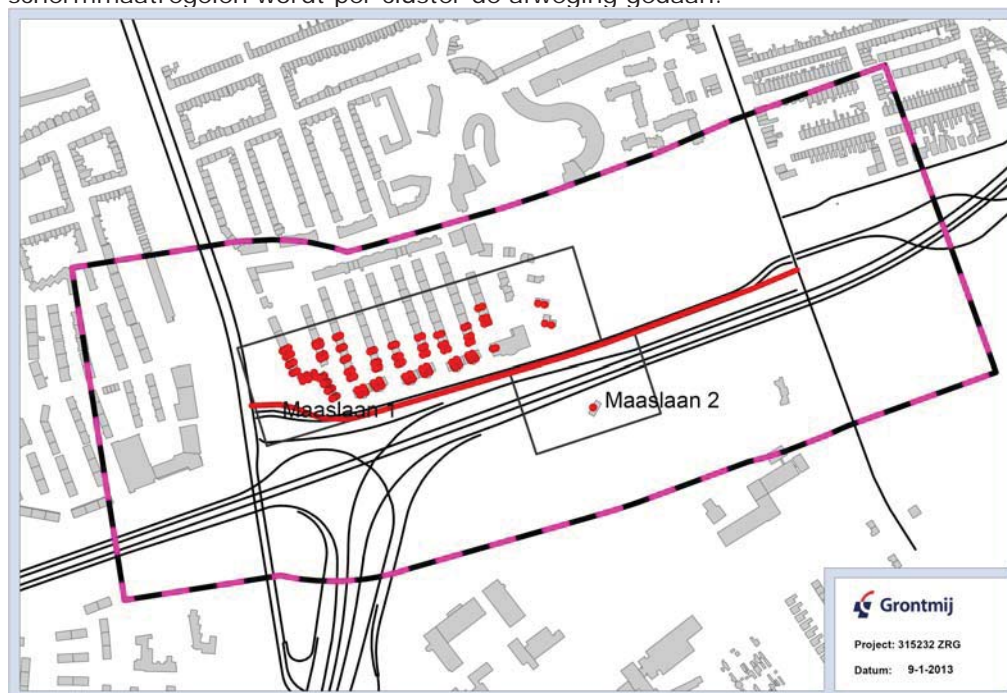 schermmaatregelen wordt per cluster de afweging gedaan.
Maaslaan 1
Maaslaan 2
Grontmij
Project: 315232 ZRG
Datum: 9-1-2013